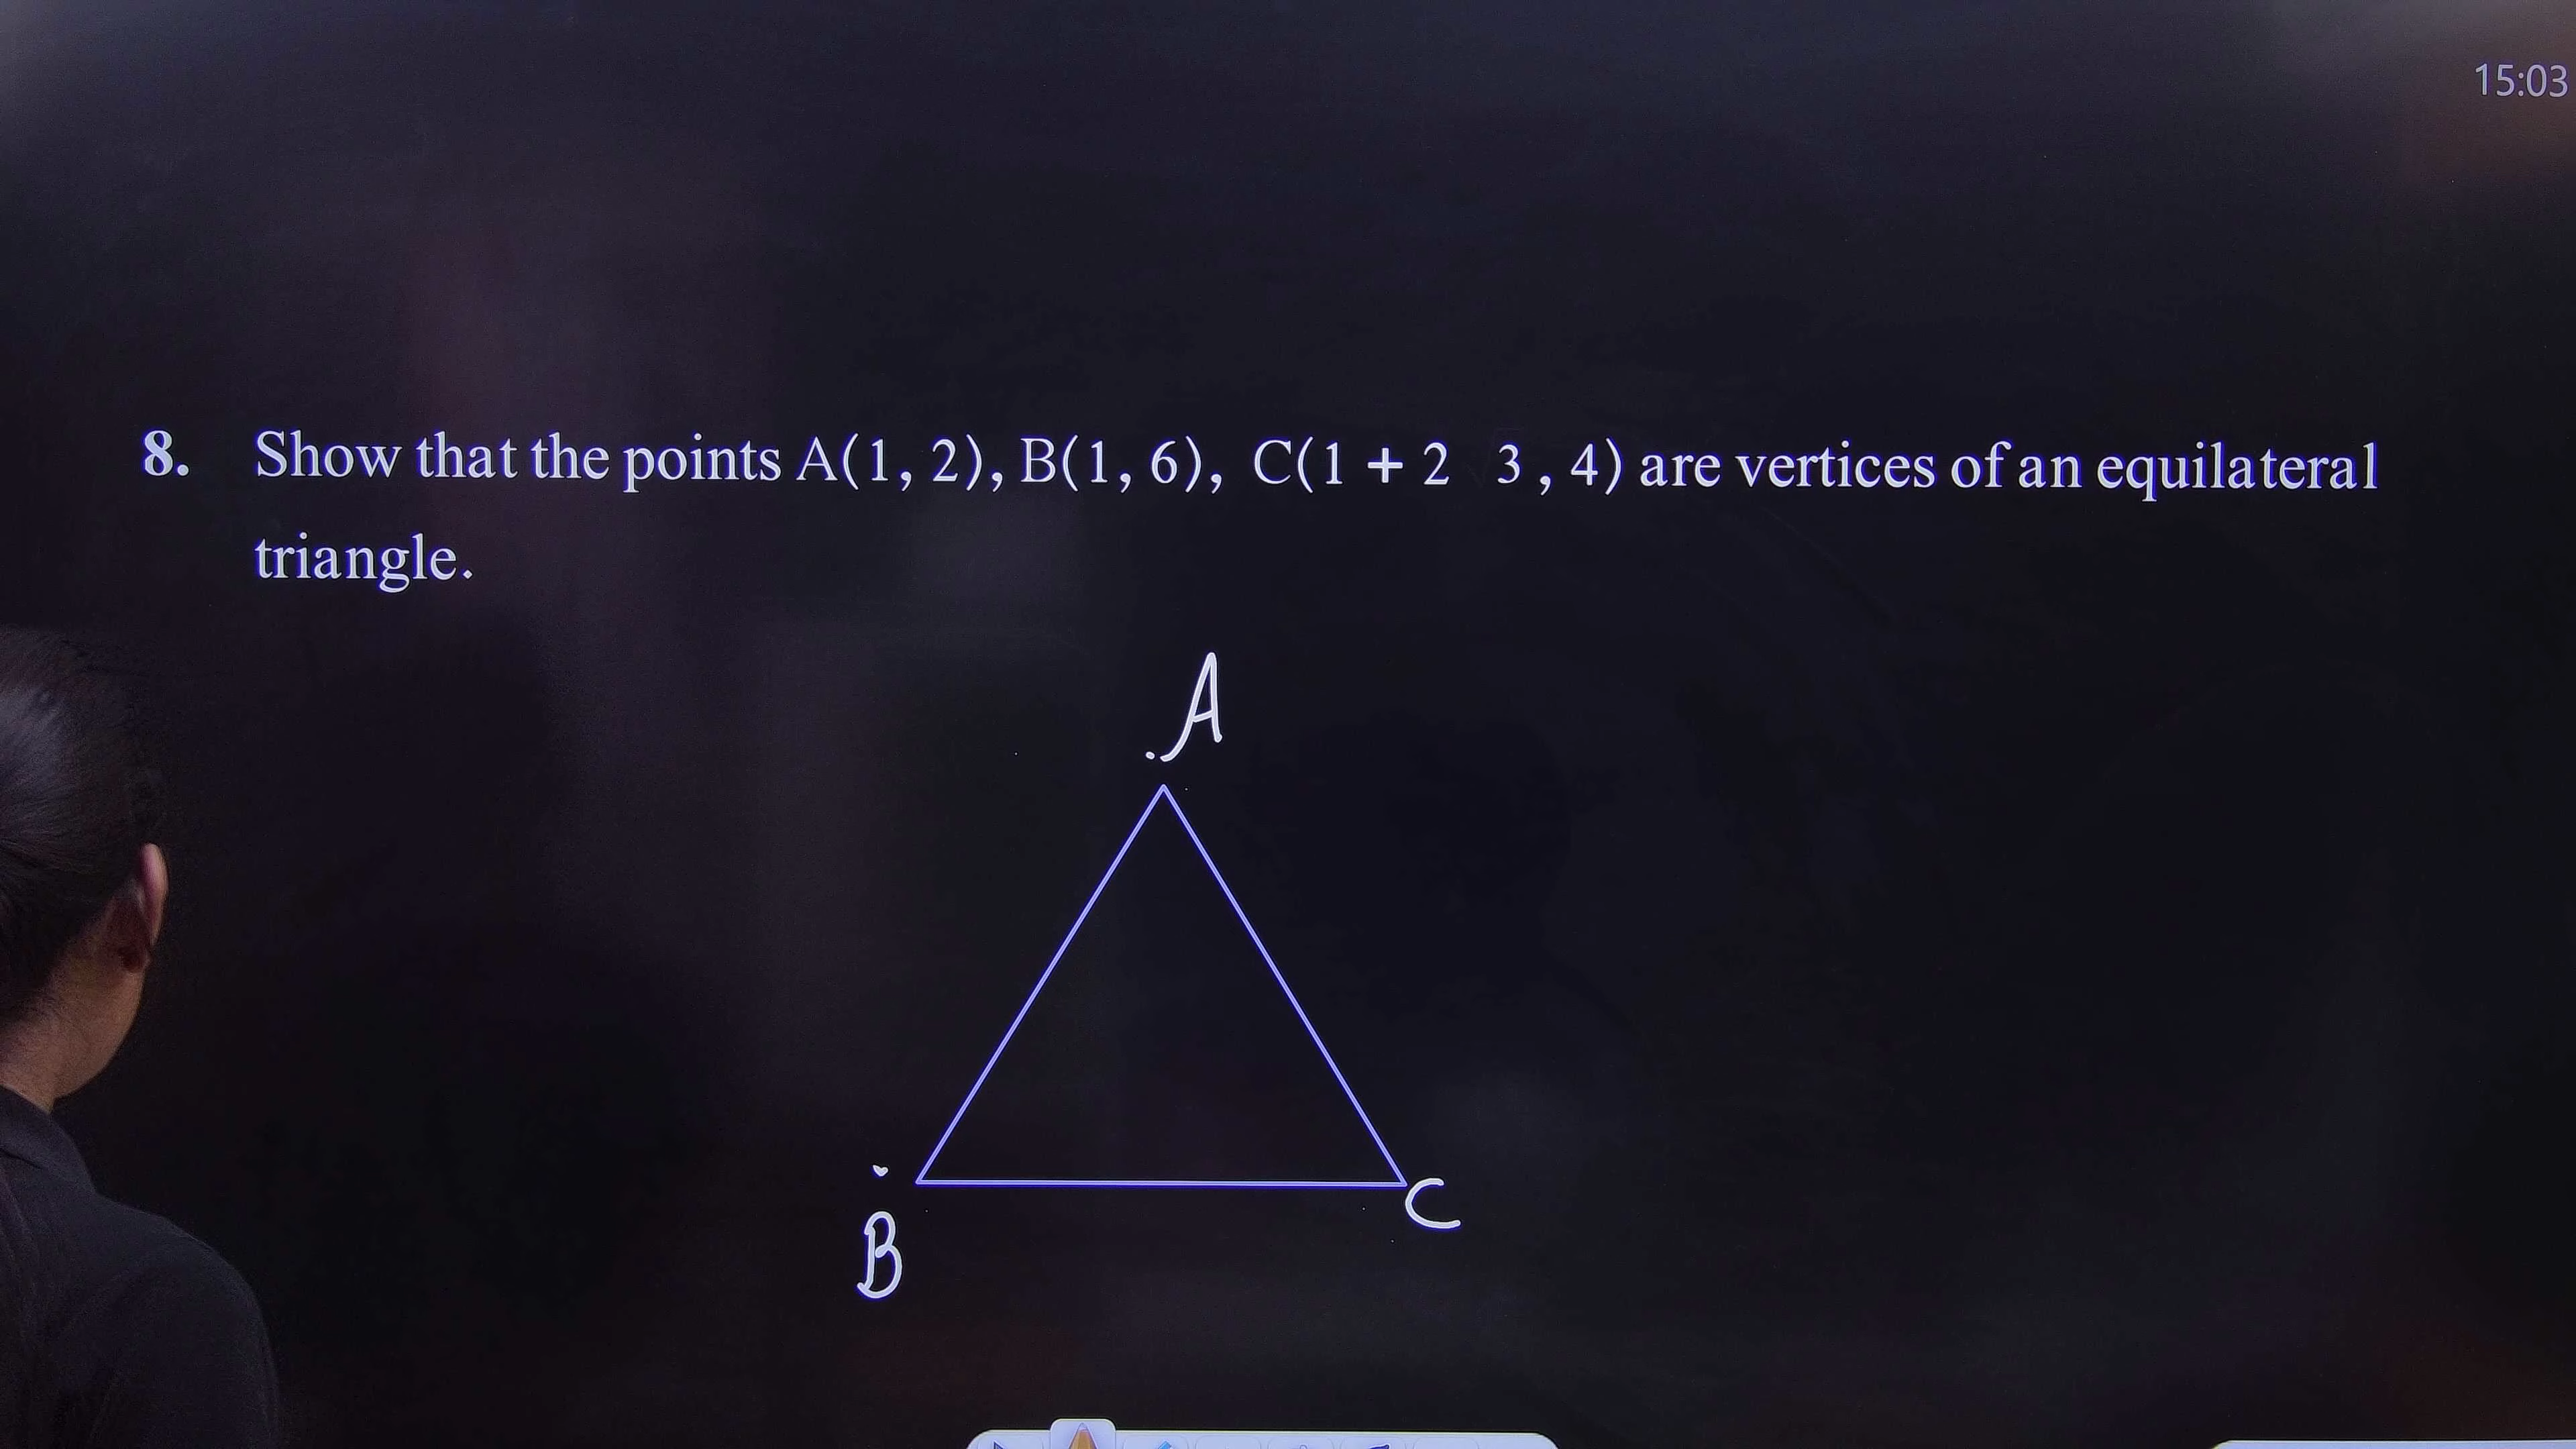 15:03
8. Show that the points A(1, 2), B(1, 6), C(1 + 2 3 , 4) are vertices of an equilateral
triangle.
A
B
C